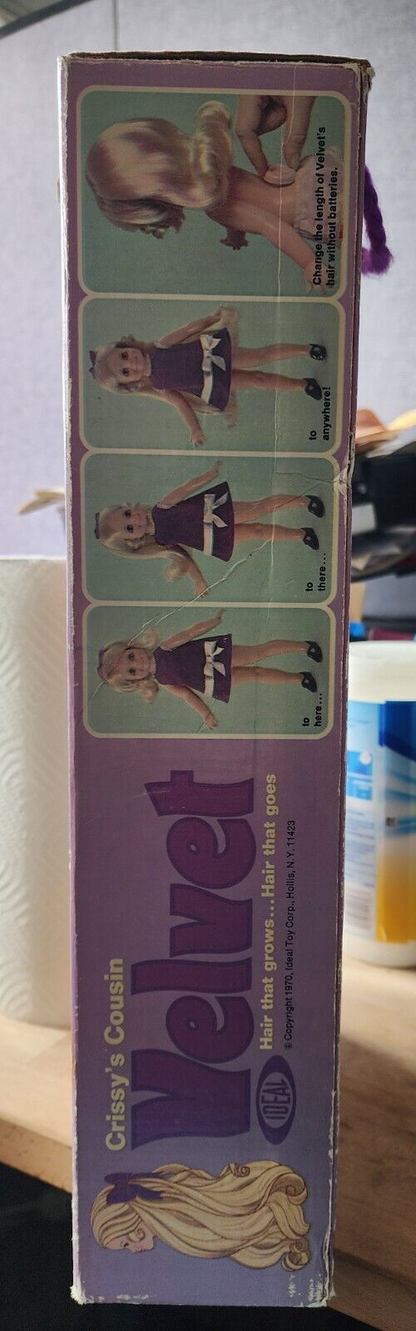 Crissy's Cousin
Velvet
Hair that grows...Hair that goes
IDEAL
© Copyright 1970, Ideal Toy Corp., Hollis, N.Y. 11423
to
here...
to
there...
to
anywhere!
Change the length of Velvet's
hair without batteries.